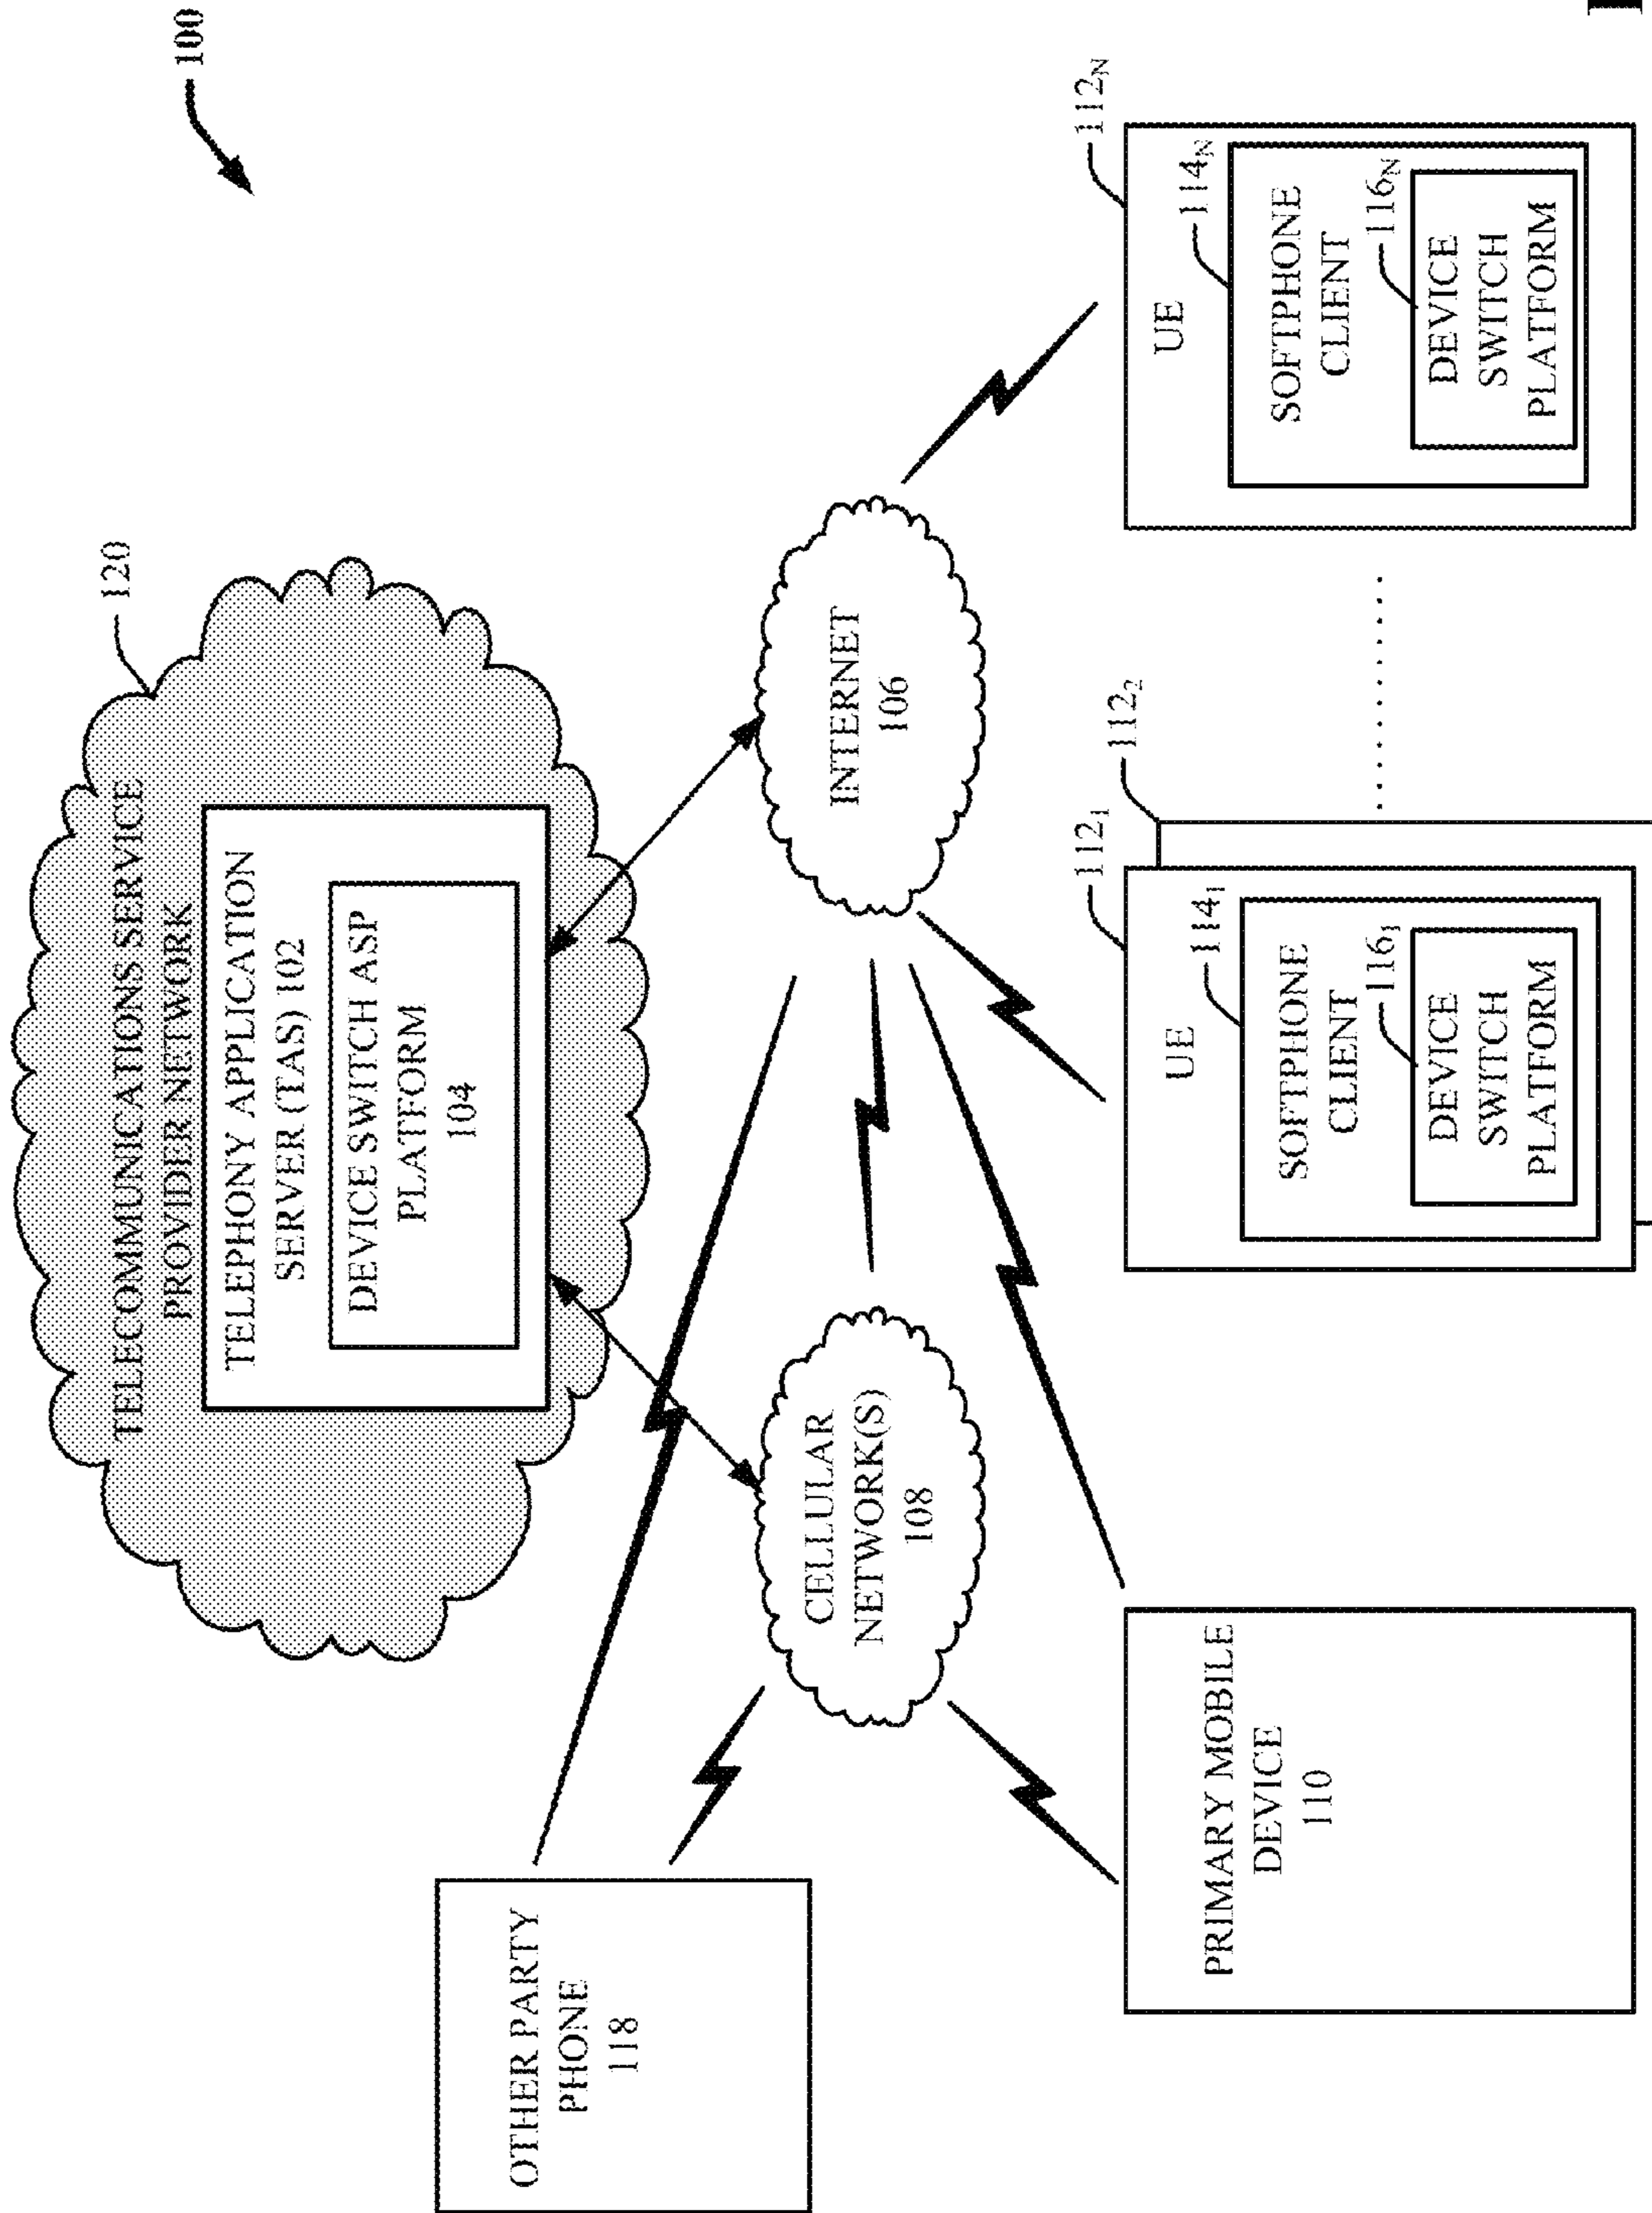 100
120
TELECOMMUNICATIONS SERVICE
PROVIDER NETWORK
TELEPHONY APPLICATION
SERVER (TAS) 102
DEVICE SWITCH ASP
PLATFORM
104
OTHER PARTY
PHONE
118
CELLULAR
NETWORK(S)
108
INTERNET
106
PRIMARY MOBILE
DEVICE
110
112₁
112₂
UE
114₁
SOFTPHONE
CLIENT
116₁
DEVICE
SWITCH
PLATFORM
. . . . . . . . . .
112N
UE
114N
SOFTPHONE
CLIENT
116N
DEVICE
SWITCH
PLATFORM